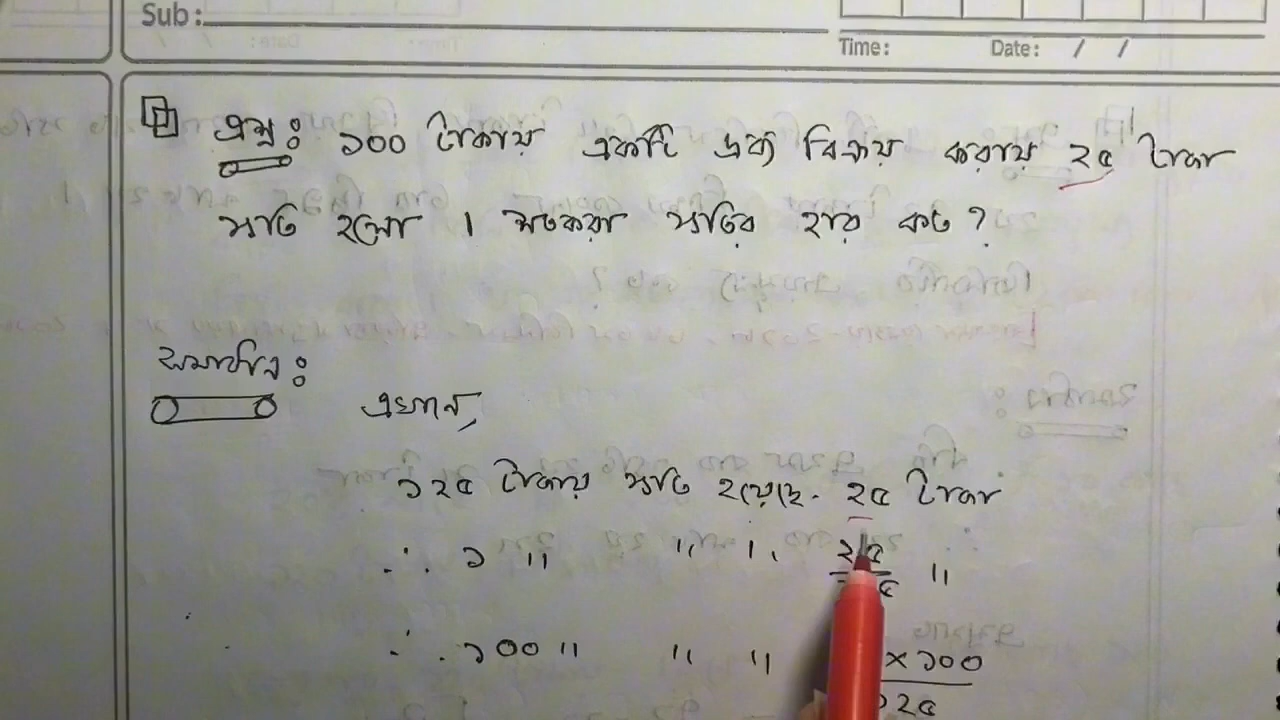 Sub:
Time: Date: / /
প্রশ্নঃ ১০০ টাকায় একটি দ্রব্য বিক্রয় করায় ২৫ টাকা
ক্ষতি হলো । শতকরা ক্ষতির হার কত ?
সমাধানঃ
এখানে,
১২৫ টাকায় ক্ষতি হয়েছে ২৫ টাকা
∴ ১ " " " ২৫ "
∴ ১০০ " " " × ১০০
১২৫